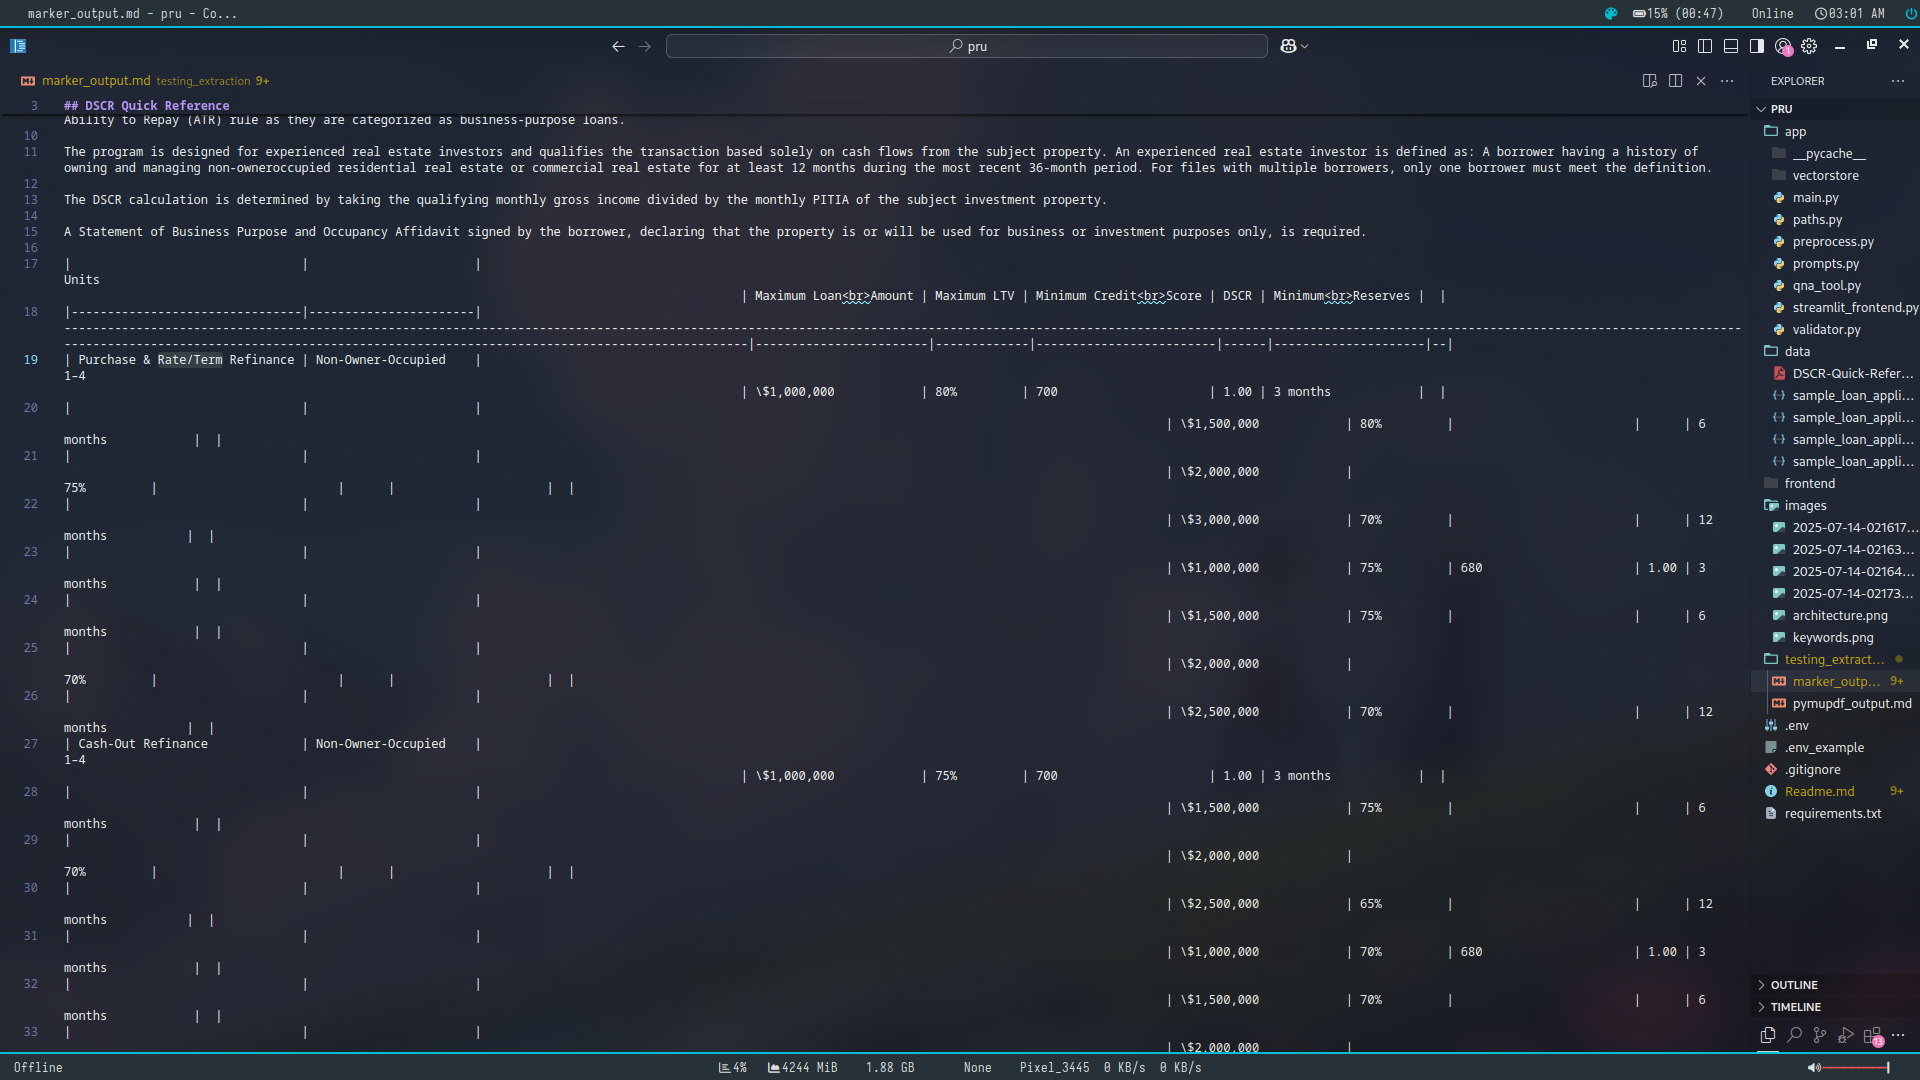 marker_output.md - pru - Co...
15% (00:47)
Online
03:01 AM
pru
1
marker_output.md testing_extraction 9+
3 ## DSCR Quick Reference
Ability to Repay (ATR) rule as they are categorized as business-purpose loans.
10
11 The program is designed for experienced real estate investors and qualifies the transaction based solely on cash flows from the subject property. An experienced real estate investor is defined as: A borrower having a history of
owning and managing non-owneroccupied residential real estate or commercial real estate for at least 12 months during the most recent 36-month period. For files with multiple borrowers, only one borrower must meet the definition.
12
13 The DSCR calculation is determined by taking the qualifying monthly gross income divided by the monthly PITIA of the subject investment property.
14
15 A Statement of Business Purpose and Occupancy Affidavit signed by the borrower, declaring that the property is or will be used for business or investment purposes only, is required.
16
17 | | |
Units
| Maximum Loan<br>Amount | Maximum LTV | Minimum Credit<br>Score | DSCR | Minimum<br>Reserves | |
18 |--------------------------------|-----------------------|
|------------------------|------------|-------------------------|------|---------------------|--|
19 | Purchase & Rate/Term Refinance | Non-Owner-Occupied |
1-4
| \$1,000,000 | 80% | 700 | 1.00 | 3 months | |
20 | | |
| \$1,500,000 | 80% | | | 6
months | |
21 | | |
| \$2,000,000 |
75% | | | | |
22 | | |
| \$3,000,000 | 70% | | | 12
months | |
23 | | |
| \$1,000,000 | 75% | 680 | 1.00 | 3
months | |
24 | | |
| \$1,500,000 | 75% | | | 6
months | |
25 | | |
| \$2,000,000 |
70% | | | | |
26 | | |
| \$2,500,000 | 70% | | | 12
months | |
27 | Cash-Out Refinance | Non-Owner-Occupied |
1-4
| \$1,000,000 | 75% | 700 | 1.00 | 3 months | |
28 | | |
| \$1,500,000 | 75% | | | 6
months | |
29 | | |
| \$2,000,000 |
70% | | | | |
30 | | |
| \$2,500,000 | 65% | | | 12
months | |
31 | | |
| \$1,000,000 | 70% | 680 | 1.00 | 3
months | |
32 | | |
| \$1,500,000 | 70% | | | 6
months | |
33 | | |
| \$2,000,000 |
EXPLORER
PRU
app
__pycache__
vectorstore
main.py
paths.py
preprocess.py
prompts.py
qna_tool.py
streamlit_frontend.py
validator.py
data
DSCR-Quick-Refer...
sample_loan_appli...
sample_loan_appli...
sample_loan_appli...
sample_loan_appli...
frontend
images
2025-07-14-021617...
2025-07-14-02163...
2025-07-14-02164...
2025-07-14-02173...
architecture.png
keywords.png
testing_extract...
marker_outp... 9+
pymupdf_output.md
.env
.env_example
.gitignore
Readme.md 9+
requirements.txt
OUTLINE
TIMELINE
13
Offline
4%
4244 MiB
1.88 GB
None
Pixel_3445
0 KB/s
0 KB/s